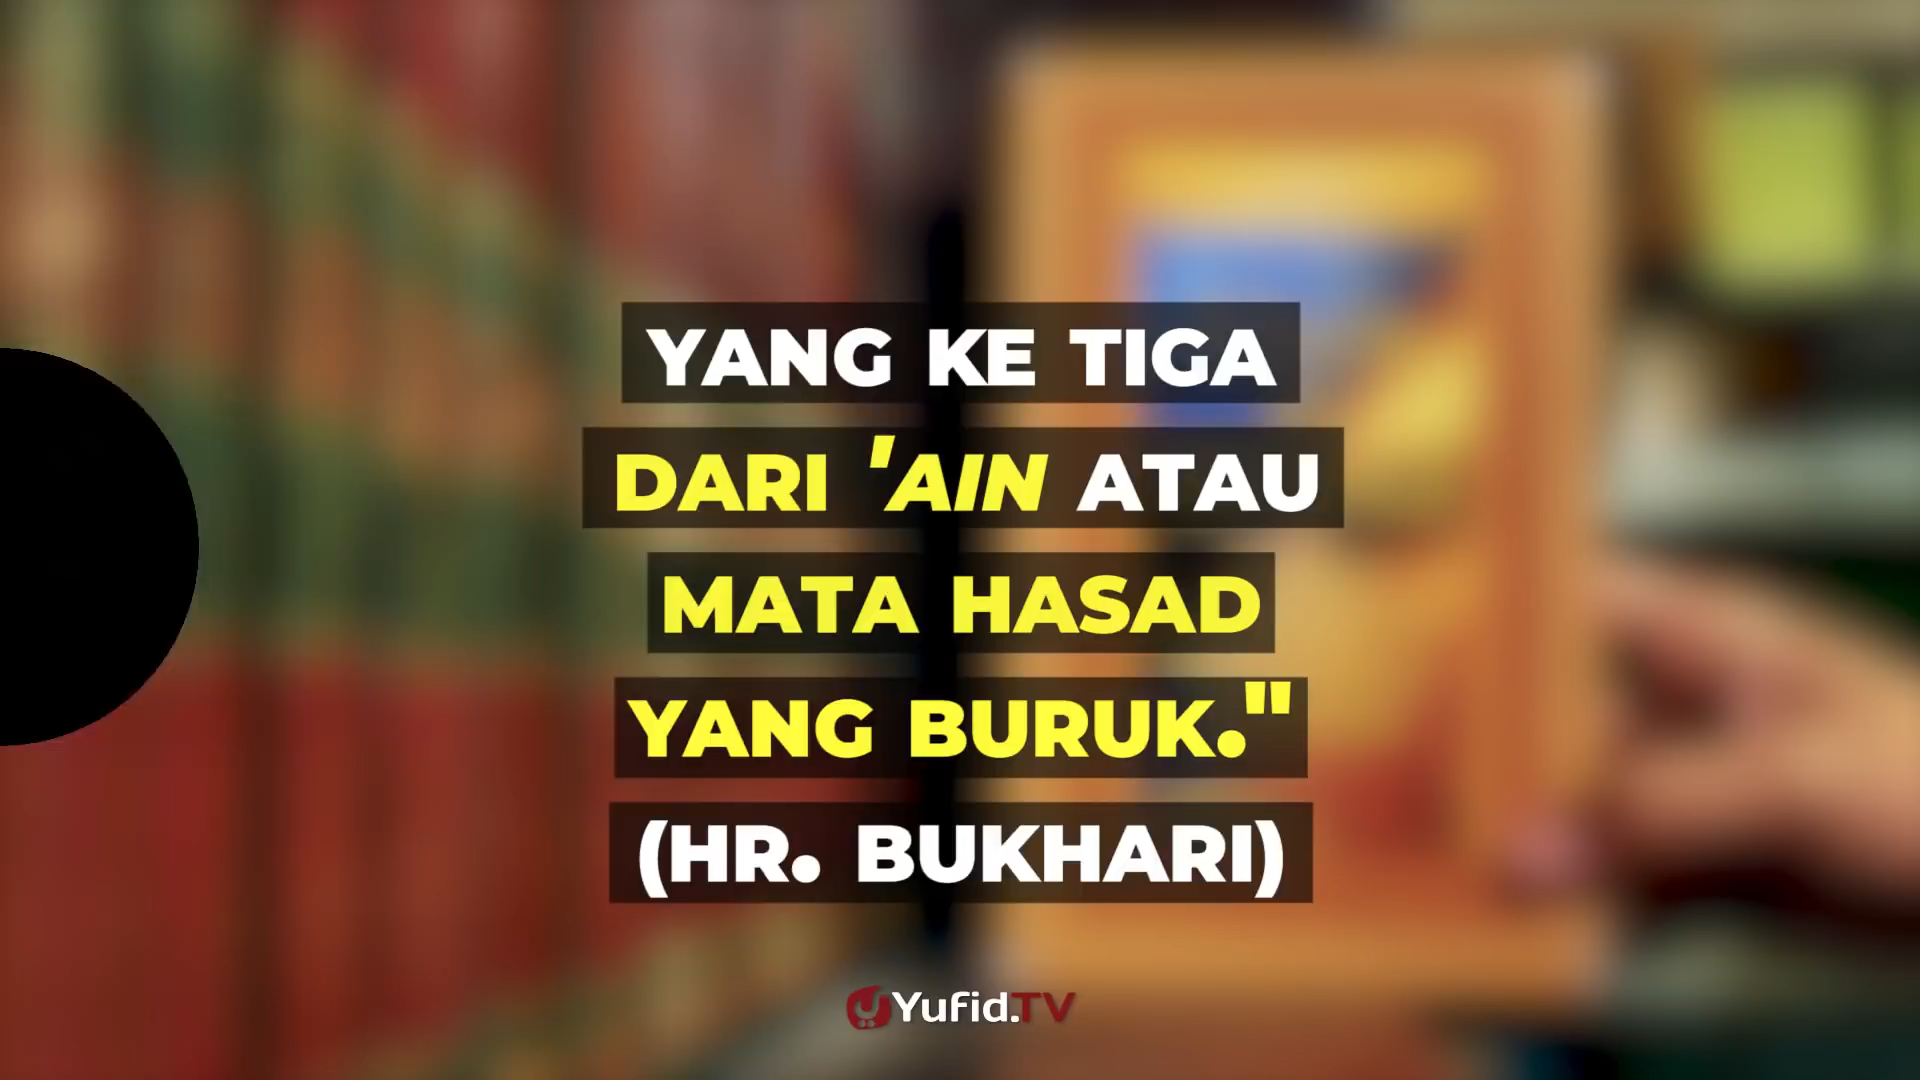 YANG KE TIGA
DARI 'AIN ATAU
MATA HASAD
YANG BURUK."
(HR. BUKHARI)
Yufid.TV